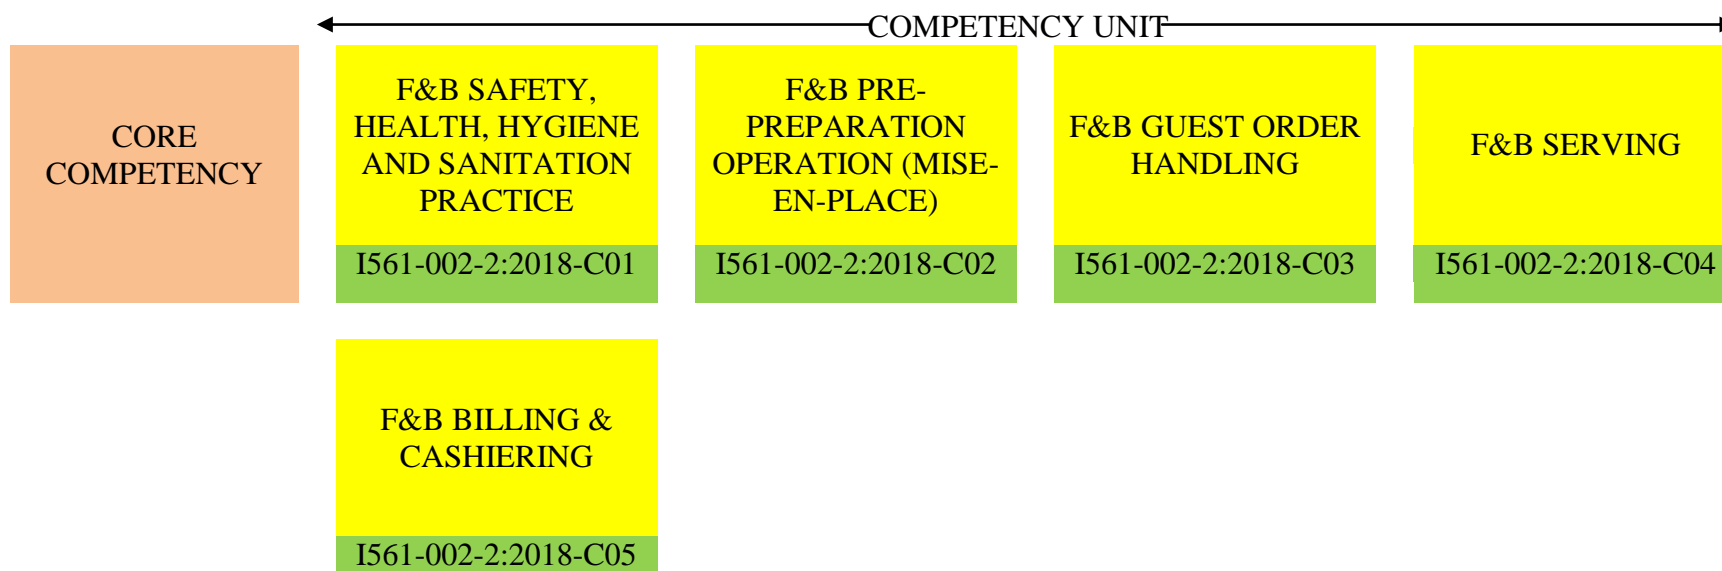 COMPETENCY UNIT
CORE
COMPETENCY
F&B SAFETY,
HEALTH, HYGIENE
AND SANITATION
PRACTICE
I561-002-2:2018-C01
F&B PRE-
PREPARATION
OPERATION (MISE-
EN-PLACE)
I561-002-2:2018-C02
F&B GUEST ORDER
HANDLING
I561-002-2:2018-C03
F&B SERVING
I561-002-2:2018-C04
F&B BILLING &
CASHIERING
I561-002-2:2018-C05